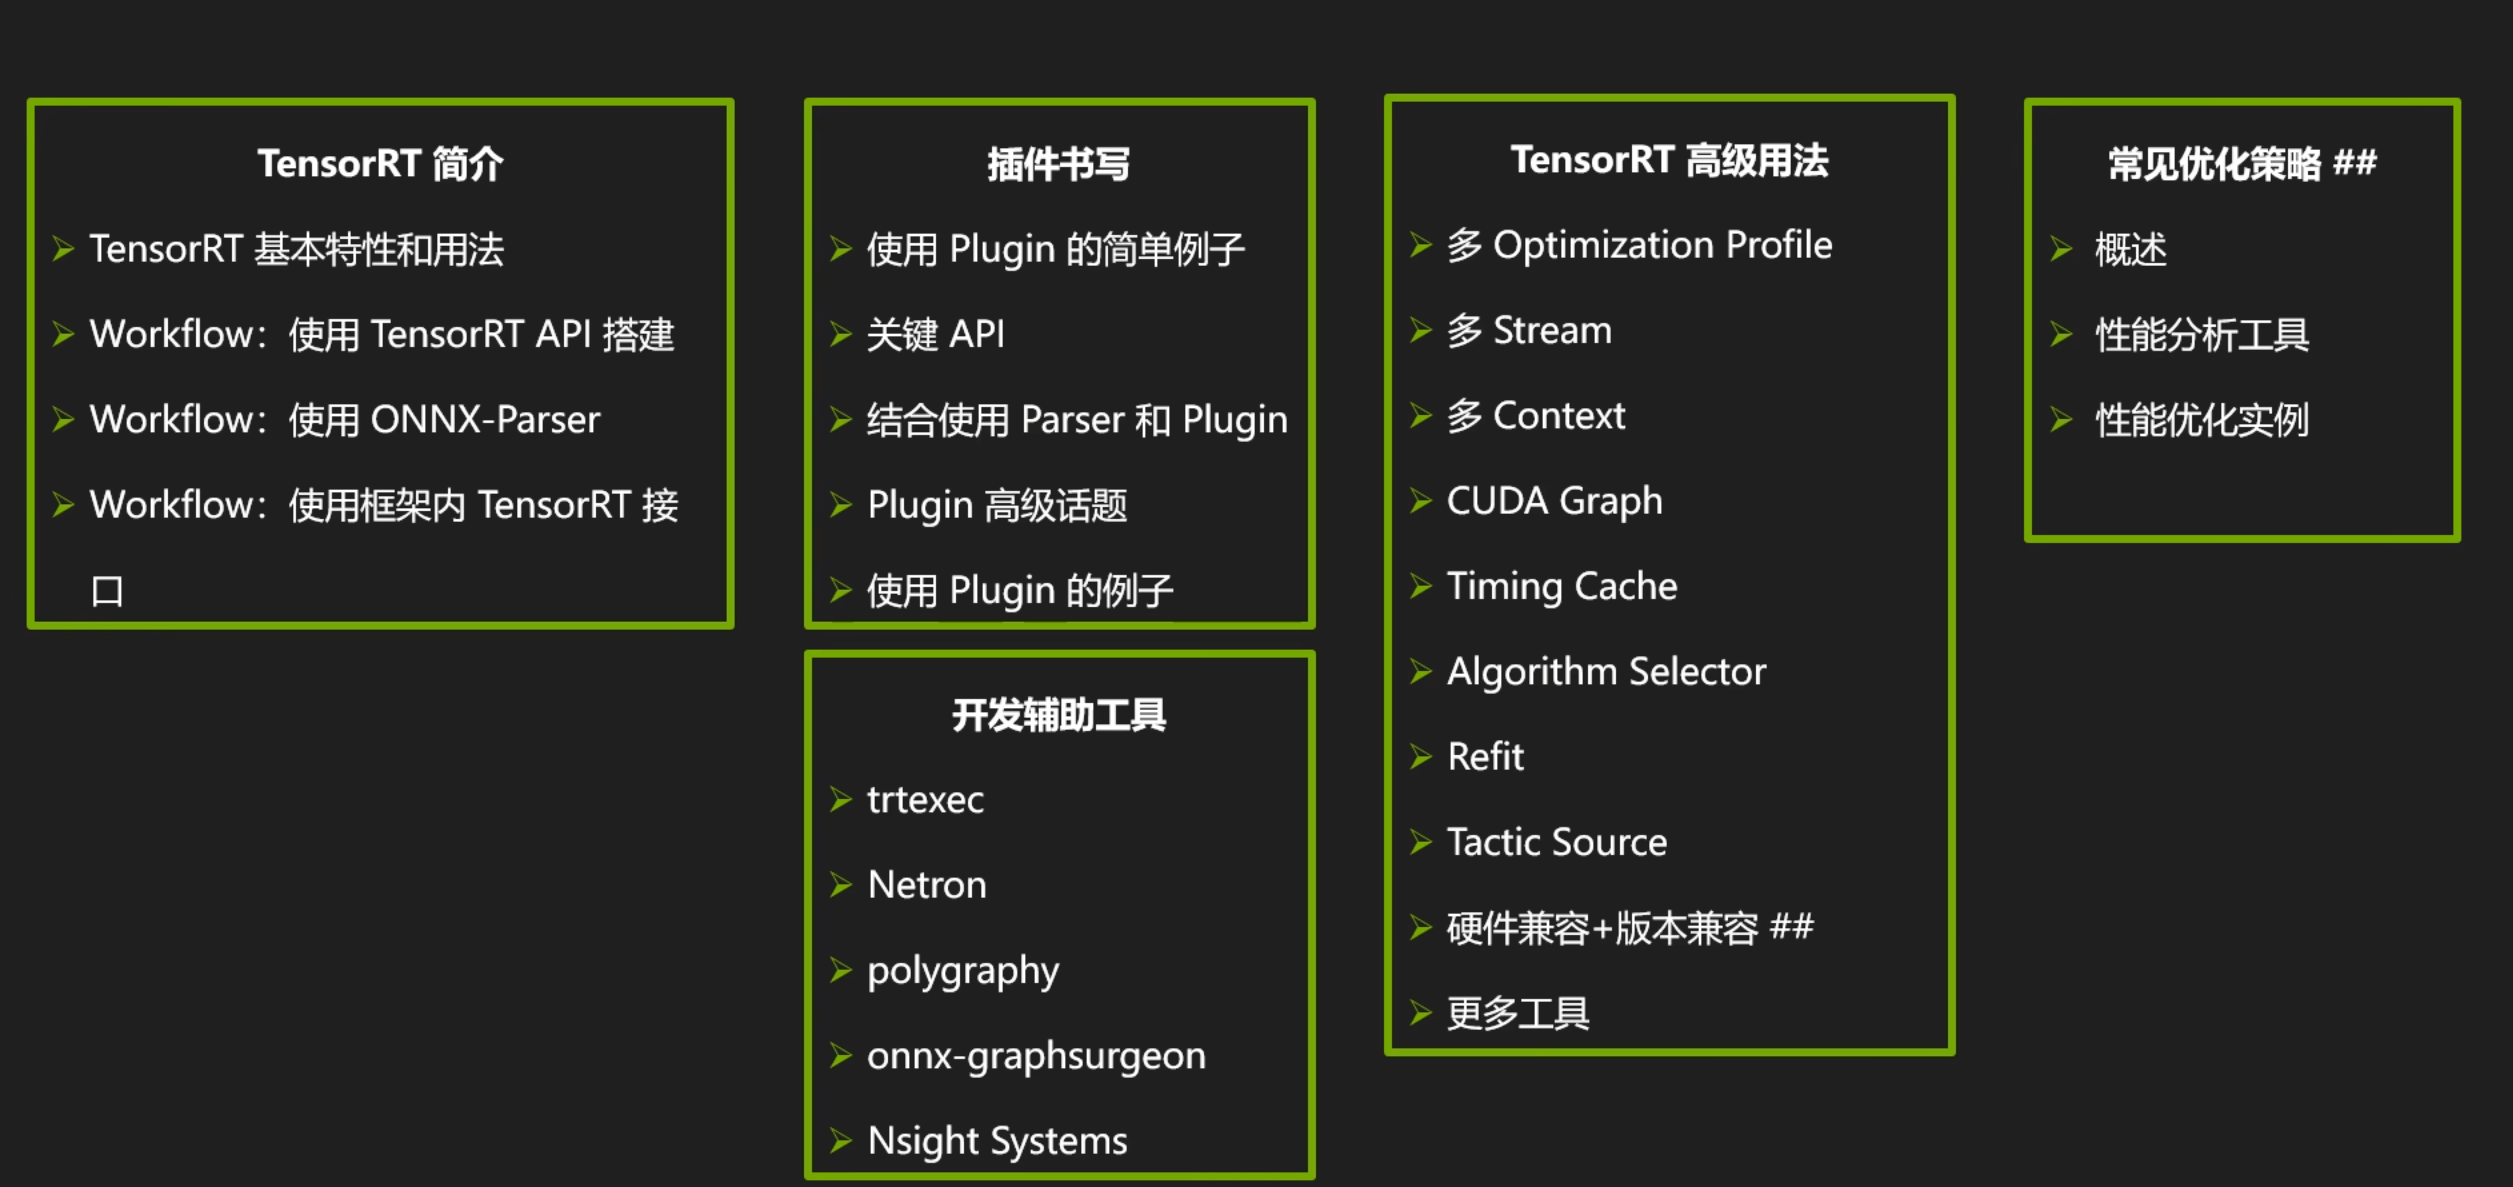 TensorRT 简介
TensorRT 基本特性和用法
Workflow：使用 TensorRT API 搭建
Workflow：使用 ONNX-Parser
Workflow：使用框架内 TensorRT 接
口
插件书写
使用 Plugin 的简单例子
关键 API
结合使用 Parser 和 Plugin
Plugin 高级话题
使用 Plugin 的例子
开发辅助工具
trtexec
Netron
polygraphy
onnx-graphsurgeon
Nsight Systems
TensorRT 高级用法
多 Optimization Profile
多 Stream
多 Context
CUDA Graph
Timing Cache
Algorithm Selector
Refit
Tactic Source
硬件兼容+版本兼容 ##
更多工具
常见优化策略 ##
概述
性能分析工具
性能优化实例